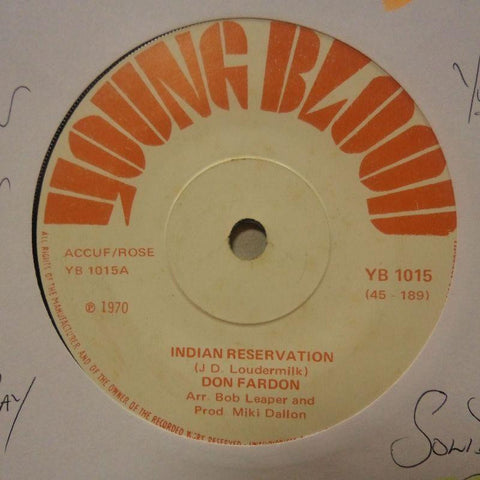 YOUNG BLOOD
ACCUF/ROSE
YB 1015A
℗ 1970
YB 1015
(45 - 189)
INDIAN RESERVATION
(J D. Loudermilk)
DON FARDON
Arr. Bob Leaper and
Prod. Miki Dallon
ALL RIGHTS OF THE MANUFACTURER AND OF THE OWNER OF THE RECORDED WORK RESERVED